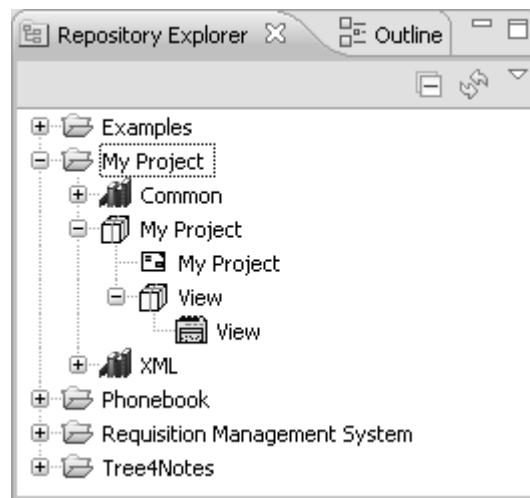 Repository Explorer Outline
Examples
My Project
Common
My Project
My Project
View
View
XML
Phonebook
Requisition Management System
Tree4Notes